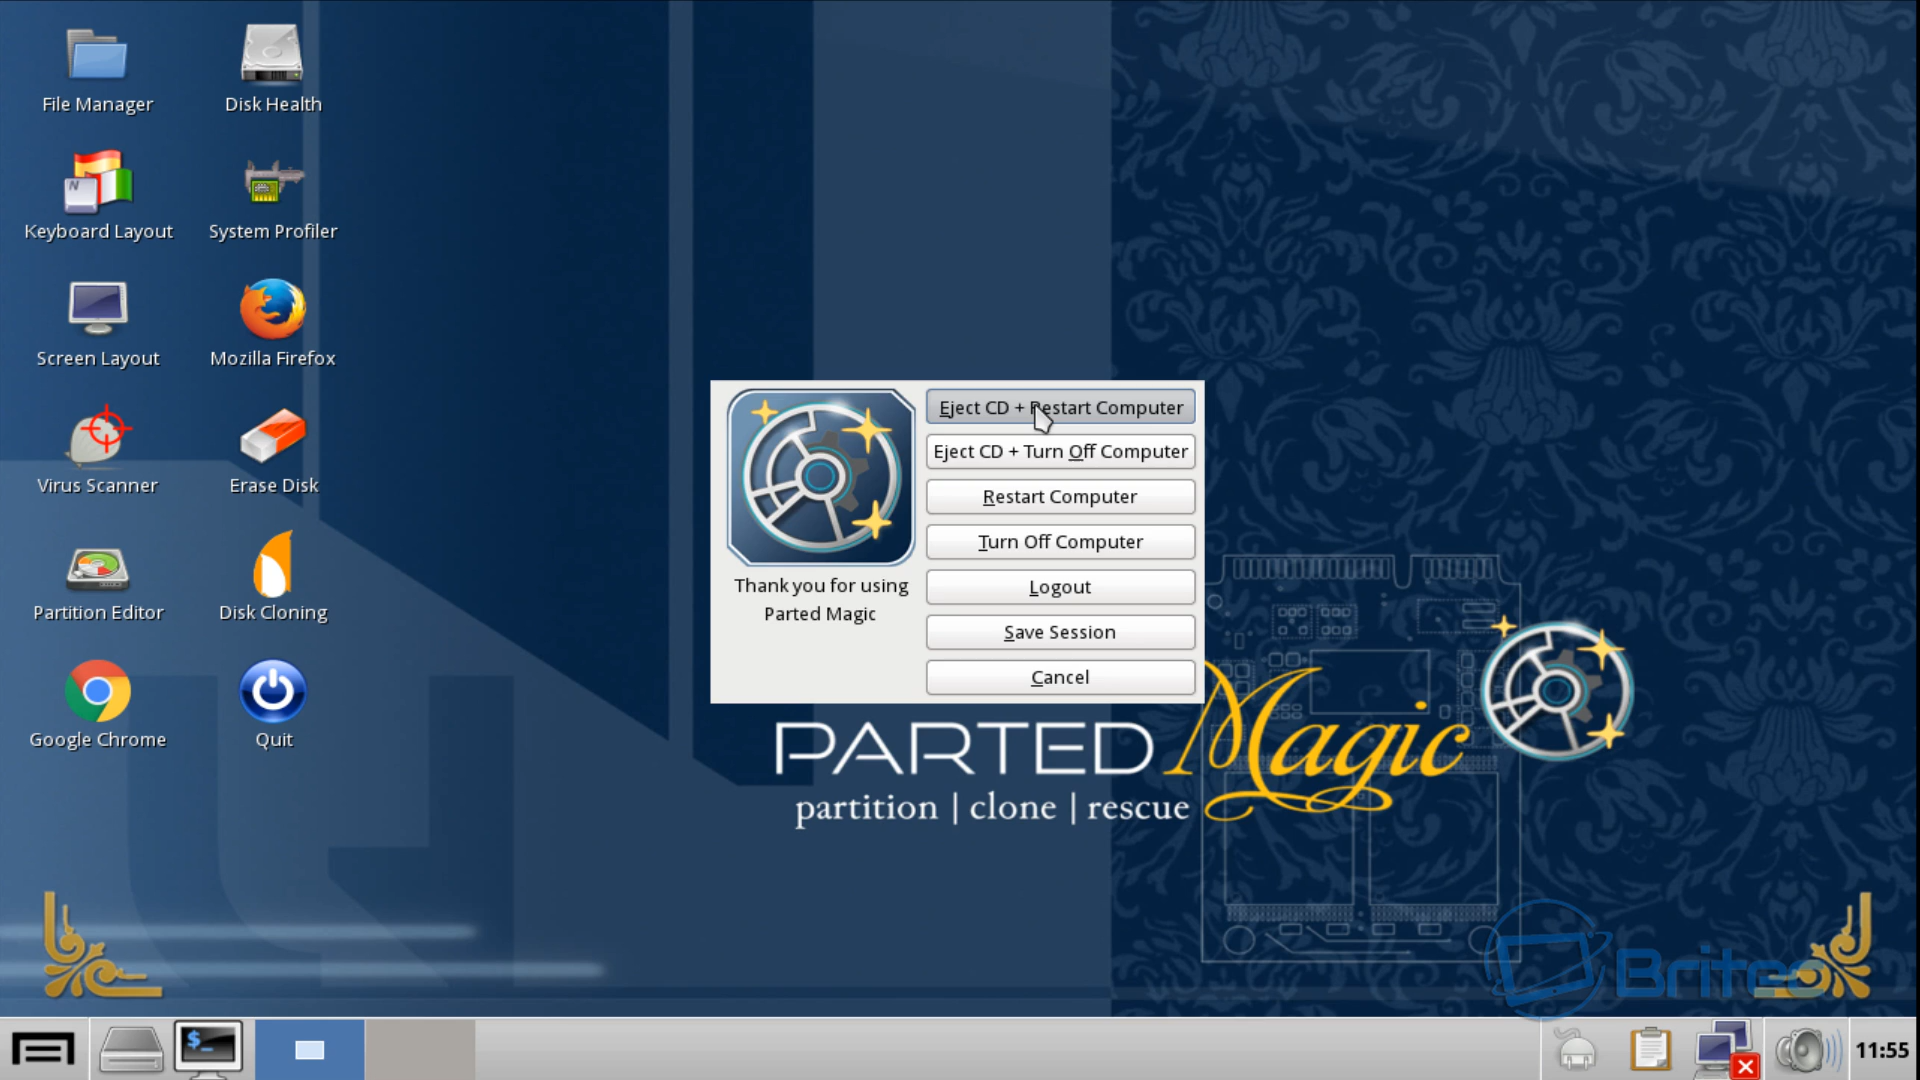 File Manager
Disk Health
Keyboard Layout
System Profiler
Screen Layout
Mozilla Firefox
Virus Scanner
Erase Disk
Partition Editor
Disk Cloning
Google Chrome
Quit
Eject CD + Restart Computer
Eject CD + Turn Off Computer
Restart Computer
Turn Off Computer
Logout
Save Session
Cancel
Thank you for using
Parted Magic
PARTED Magic
partition | clone | rescue
N
$_
11:55